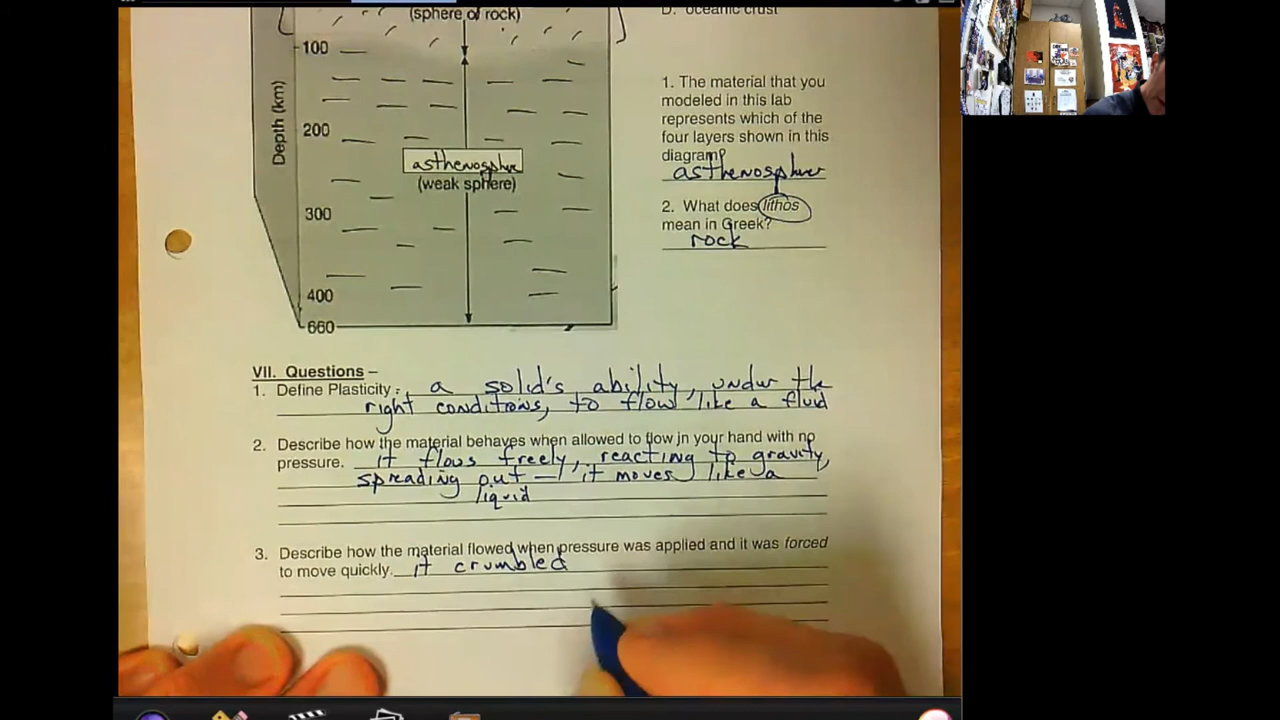 (sphere of rock)
D. oceanic crust
100
200
300
400
660
Depth (km)
asthenosphere
(weak sphere)
1. The material that you
modeled in this lab
represents which of the
four layers shown in this
diagram?
asthenosphere
2. What does lithos
mean in Greek?
rock
VII. Questions –
1. Define Plasticity: a solid's ability, under the
right conditions, to flow like a fluid
2. Describe how the material behaves when allowed to flow in your hand with no
pressure. it flows freely, reacting to gravity,
spreading out — it moves like a
liquid
3. Describe how the material flowed when pressure was applied and it was forced
to move quickly. it crumbled